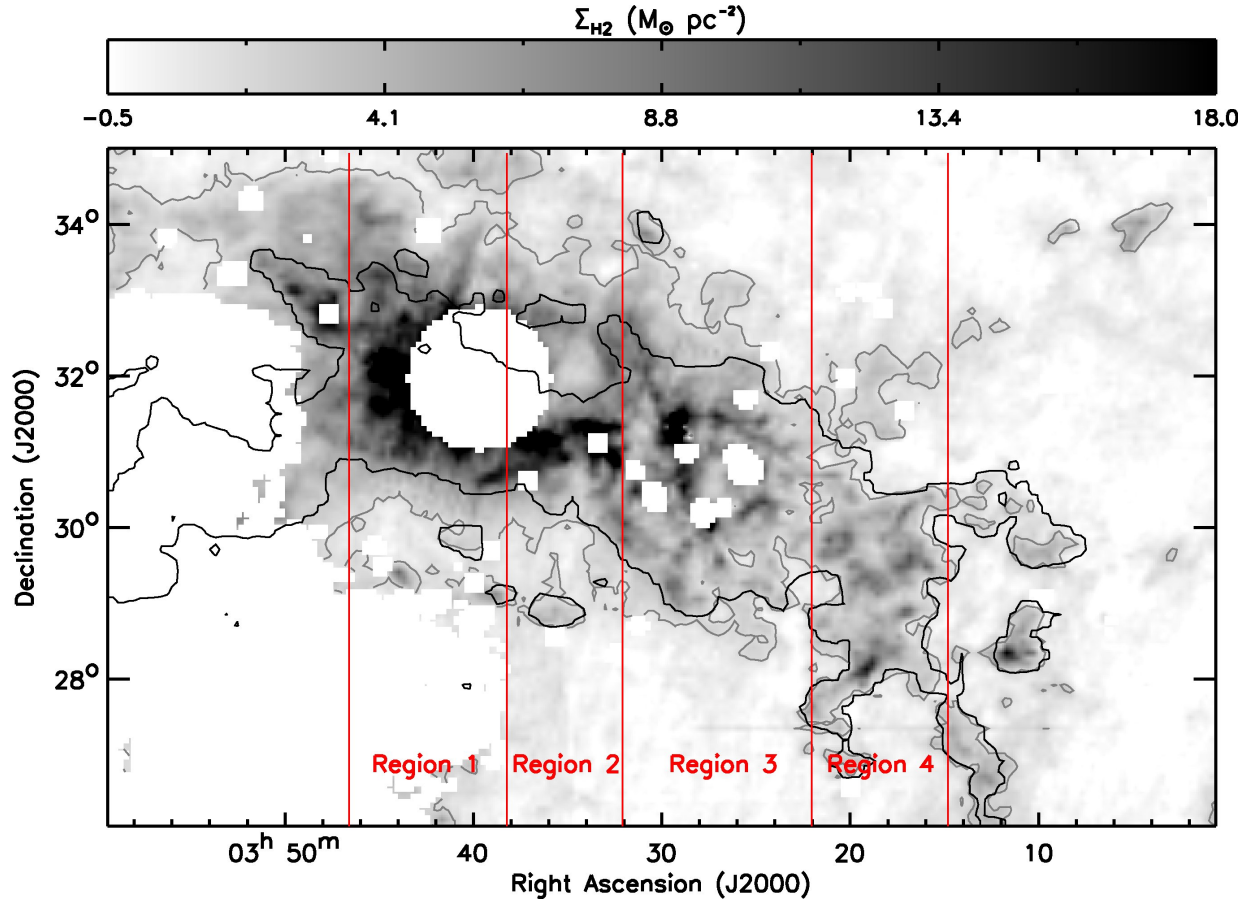 Σ_H2 (M_⊙ pc⁻²)
−0.5 4.1 8.8 13.4 18.0
34°
32°
30°
28°
Declination (J2000)
Region 1 Region 2 Region 3 Region 4
03ʰ 50ᵐ 40 30 20 10
Right Ascension (J2000)